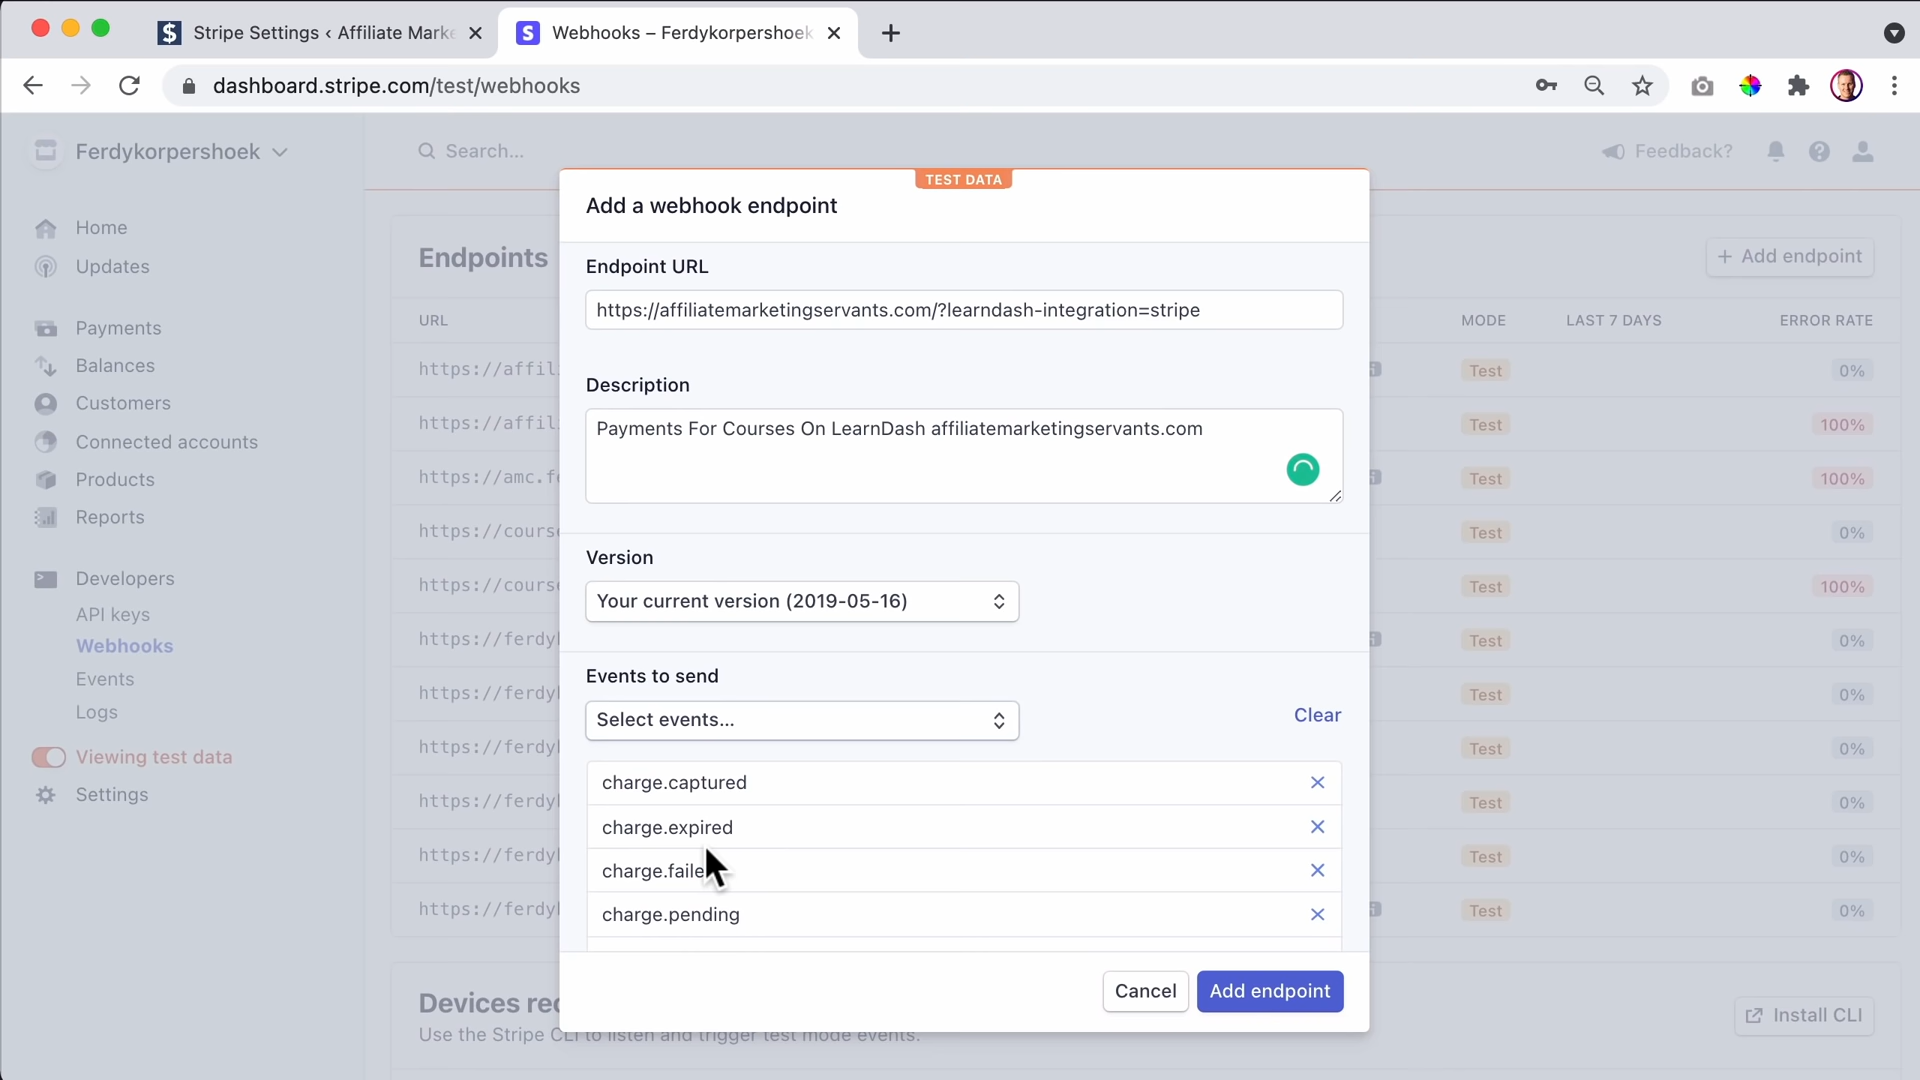 Stripe Settings ‹ Affiliate Marke
Webhooks – Ferdykorpershoek
dashboard.stripe.com/test/webhooks
Ferdykorpershoek
Search...
Feedback?
TEST DATA
Add a webhook endpoint
Home
Updates
Payments
Balances
Customers
Connected accounts
Products
Reports
Developers
API keys
Webhooks
Events
Logs
Viewing test data
Settings
Endpoints
+ Add endpoint
URL
MODE
LAST 7 DAYS
ERROR RATE
https://affil
Test
0%
https://affil
Test
100%
https://amc.f
Test
100%
https://cours
Test
0%
https://cours
Test
100%
https://ferdy
Test
0%
https://ferdy
Test
0%
https://ferdy
Test
0%
https://ferdy
Test
0%
https://ferdy
Test
0%
https://ferdy
Test
0%
Endpoint URL
https://affiliatemarketingservants.com/?learndash-integration=stripe
Description
Payments For Courses On LearnDash affiliatemarketingservants.com
Version
Your current version (2019-05-16)
Events to send
Select events...
Clear
charge.captured
charge.expired
charge.faile
charge.pending
Cancel
Add endpoint
Devices rec
Use the Stripe CLI to listen and trigger test mode events.
Install CLI